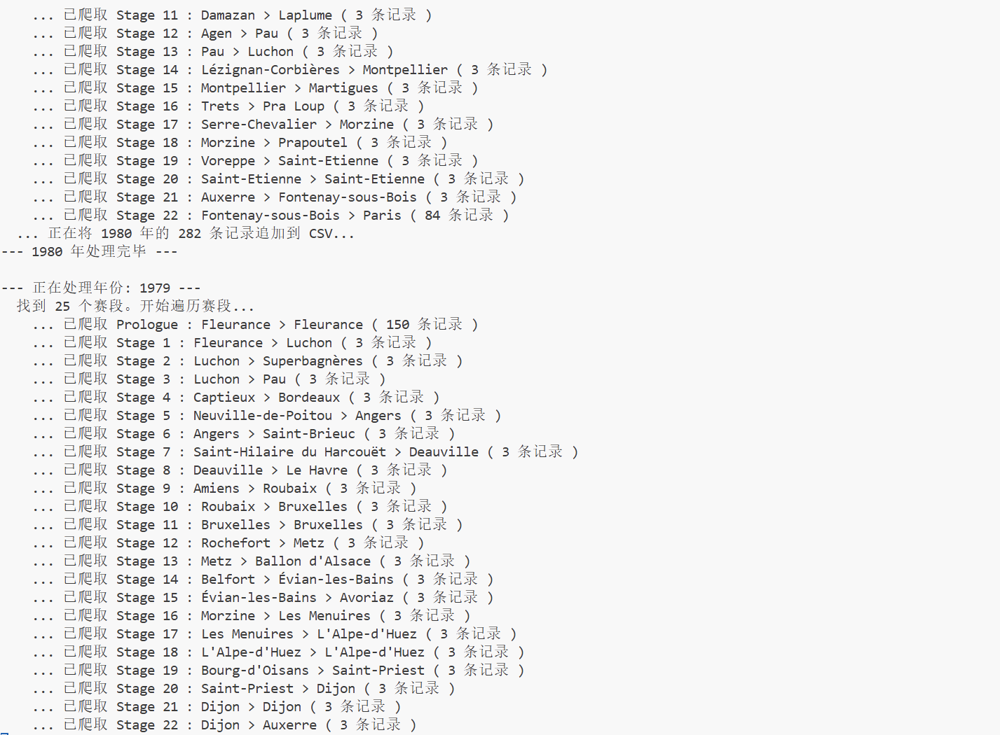 ... 已爬取 Stage 11 : Damazan > Laplume ( 3 条记录 )
... 已爬取 Stage 12 : Agen > Pau ( 3 条记录 )
... 已爬取 Stage 13 : Pau > Luchon ( 3 条记录 )
... 已爬取 Stage 14 : Lézignan-Corbières > Montpellier ( 3 条记录 )
... 已爬取 Stage 15 : Montpellier > Martigues ( 3 条记录 )
... 已爬取 Stage 16 : Trets > Pra Loup ( 3 条记录 )
... 已爬取 Stage 17 : Serre-Chevalier > Morzine ( 3 条记录 )
... 已爬取 Stage 18 : Morzine > Prapoutel ( 3 条记录 )
... 已爬取 Stage 19 : Voreppe > Saint-Etienne ( 3 条记录 )
... 已爬取 Stage 20 : Saint-Etienne > Saint-Etienne ( 3 条记录 )
... 已爬取 Stage 21 : Auxerre > Fontenay-sous-Bois ( 3 条记录 )
... 已爬取 Stage 22 : Fontenay-sous-Bois > Paris ( 84 条记录 )
... 正在将 1980 年的 282 条记录追加到 CSV...
--- 1980 年处理完毕 ---
--- 正在处理年份: 1979 ---
找到 25 个赛段。开始遍历赛段...
... 已爬取 Prologue : Fleurance > Fleurance ( 150 条记录 )
... 已爬取 Stage 1 : Fleurance > Luchon ( 3 条记录 )
... 已爬取 Stage 2 : Luchon > Superbagnères ( 3 条记录 )
... 已爬取 Stage 3 : Luchon > Pau ( 3 条记录 )
... 已爬取 Stage 4 : Captieux > Bordeaux ( 3 条记录 )
... 已爬取 Stage 5 : Neuville-de-Poitou > Angers ( 3 条记录 )
... 已爬取 Stage 6 : Angers > Saint-Brieuc ( 3 条记录 )
... 已爬取 Stage 7 : Saint-Hilaire du Harcouët > Deauville ( 3 条记录 )
... 已爬取 Stage 8 : Deauville > Le Havre ( 3 条记录 )
... 已爬取 Stage 9 : Amiens > Roubaix ( 3 条记录 )
... 已爬取 Stage 10 : Roubaix > Bruxelles ( 3 条记录 )
... 已爬取 Stage 11 : Bruxelles > Bruxelles ( 3 条记录 )
... 已爬取 Stage 12 : Rochefort > Metz ( 3 条记录 )
... 已爬取 Stage 13 : Metz > Ballon d'Alsace ( 3 条记录 )
... 已爬取 Stage 14 : Belfort > Évian-les-Bains ( 3 条记录 )
... 已爬取 Stage 15 : Évian-les-Bains > Avoriaz ( 3 条记录 )
... 已爬取 Stage 16 : Morzine > Les Menuires ( 3 条记录 )
... 已爬取 Stage 17 : Les Menuires > L'Alpe-d'Huez ( 3 条记录 )
... 已爬取 Stage 18 : L'Alpe-d'Huez > L'Alpe-d'Huez ( 3 条记录 )
... 已爬取 Stage 19 : Bourg-d'Oisans > Saint-Priest ( 3 条记录 )
... 已爬取 Stage 20 : Saint-Priest > Dijon ( 3 条记录 )
... 已爬取 Stage 21 : Dijon > Dijon ( 3 条记录 )
... 已爬取 Stage 22 : Dijon > Auxerre ( 3 条记录 )